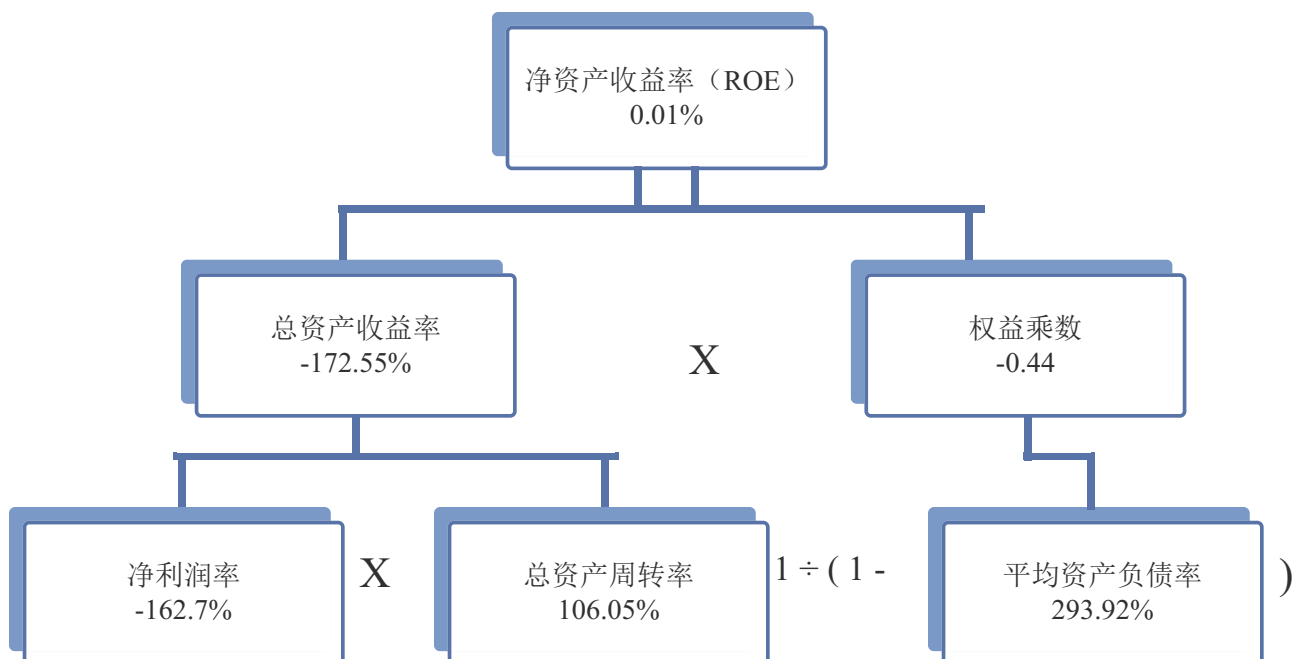 净资产收益率（ROE）
0.01%
总资产收益率
-172.55%
X
权益乘数
-0.44
净利润率
-162.7%
X
总资产周转率
106.05%
1 ÷ ( 1 -
平均资产负债率
293.92%
)